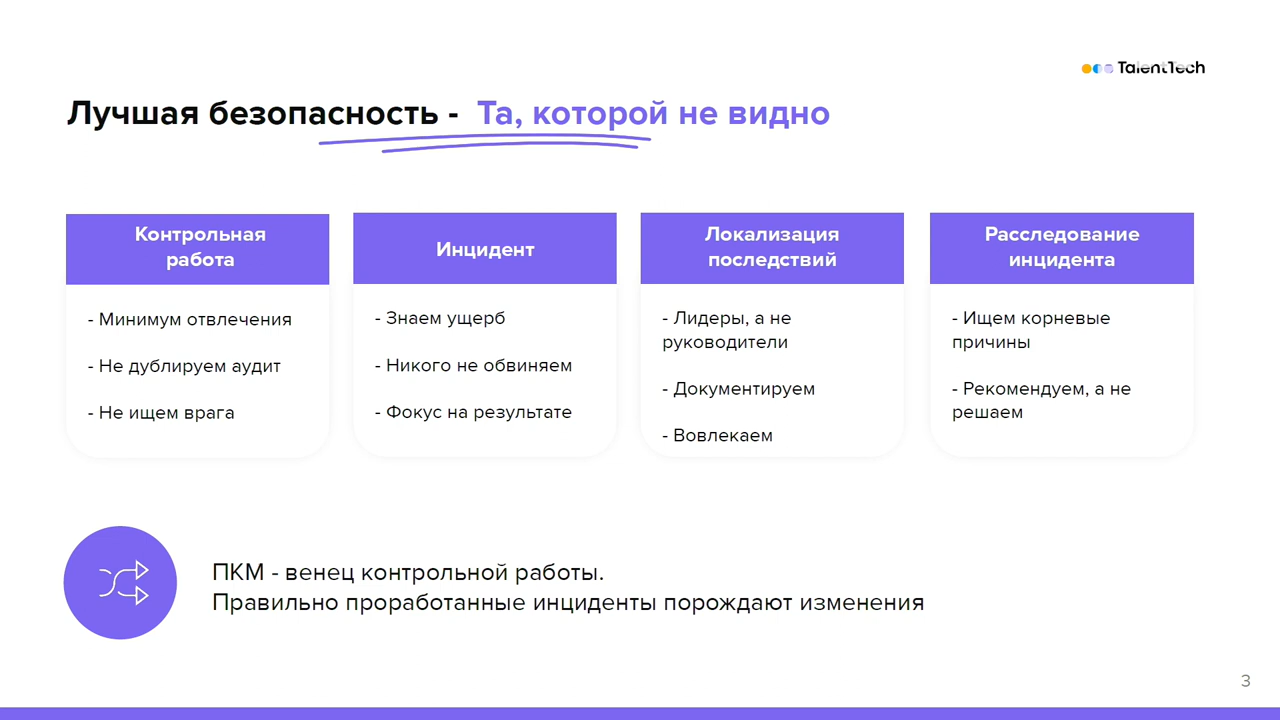 TalentTech
Лучшая безопасность - Та, которой не видно
Контрольная
работа
- Минимум отвлечения
- Не дублируем аудит
- Не ищем врага
Инцидент
- Знаем ущерб
- Никого не обвиняем
- Фокус на результате
Локализация
последствий
- Лидеры, а не
руководители
- Документируем
- Вовлекаем
Расследование
инцидента
- Ищем корневые
причины
- Рекомендуем, а не
решаем
ПКМ - венец контрольной работы.
Правильно проработанные инциденты порождают изменения
3